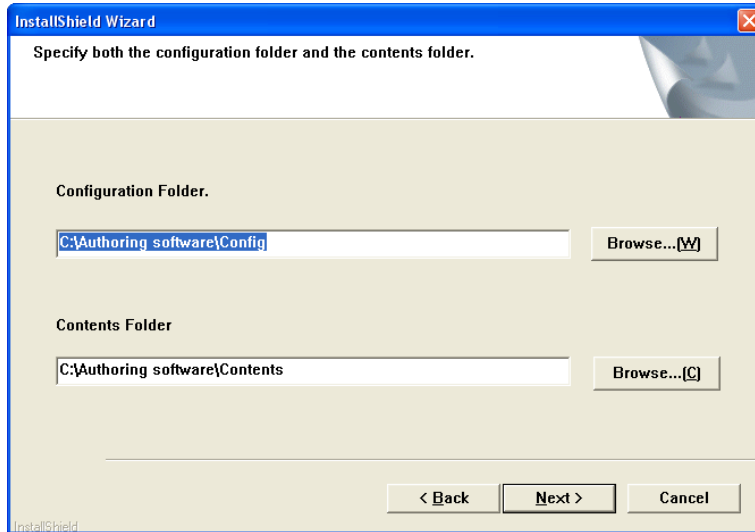 InstallShield Wizard
Specify both the configuration folder and the contents folder.
Configuration Folder.
C:\Authoring software\Config
Browse...(W)
Contents Folder
C:\Authoring software\Contents
Browse...(C)
InstallShield
< Back Next > Cancel